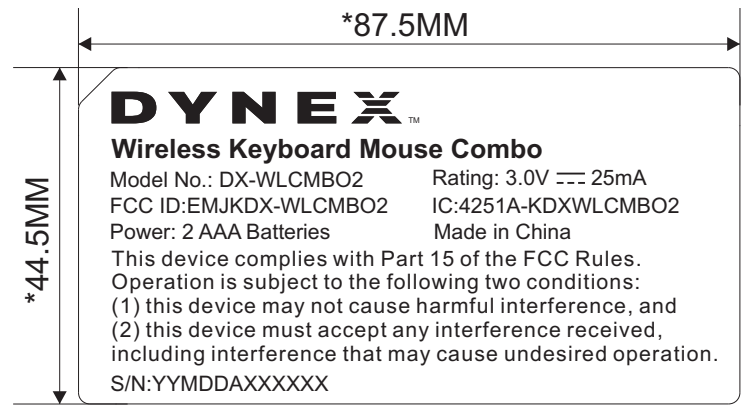 *87.5MM
*44.5MM
DYNEX™
Wireless Keyboard Mouse Combo
Model No.: DX-WLCMBO2 Rating: 3.0V ⎓ 25mA
FCC ID:EMJKDX-WLCMBO2 IC:4251A-KDXWLCMBO2
Power: 2 AAA Batteries Made in China
This device complies with Part 15 of the FCC Rules.
Operation is subject to the following two conditions:
(1) this device may not cause harmful interference, and
(2) this device must accept any interference received,
including interference that may cause undesired operation.
S/N:YYMDDAXXXXXX